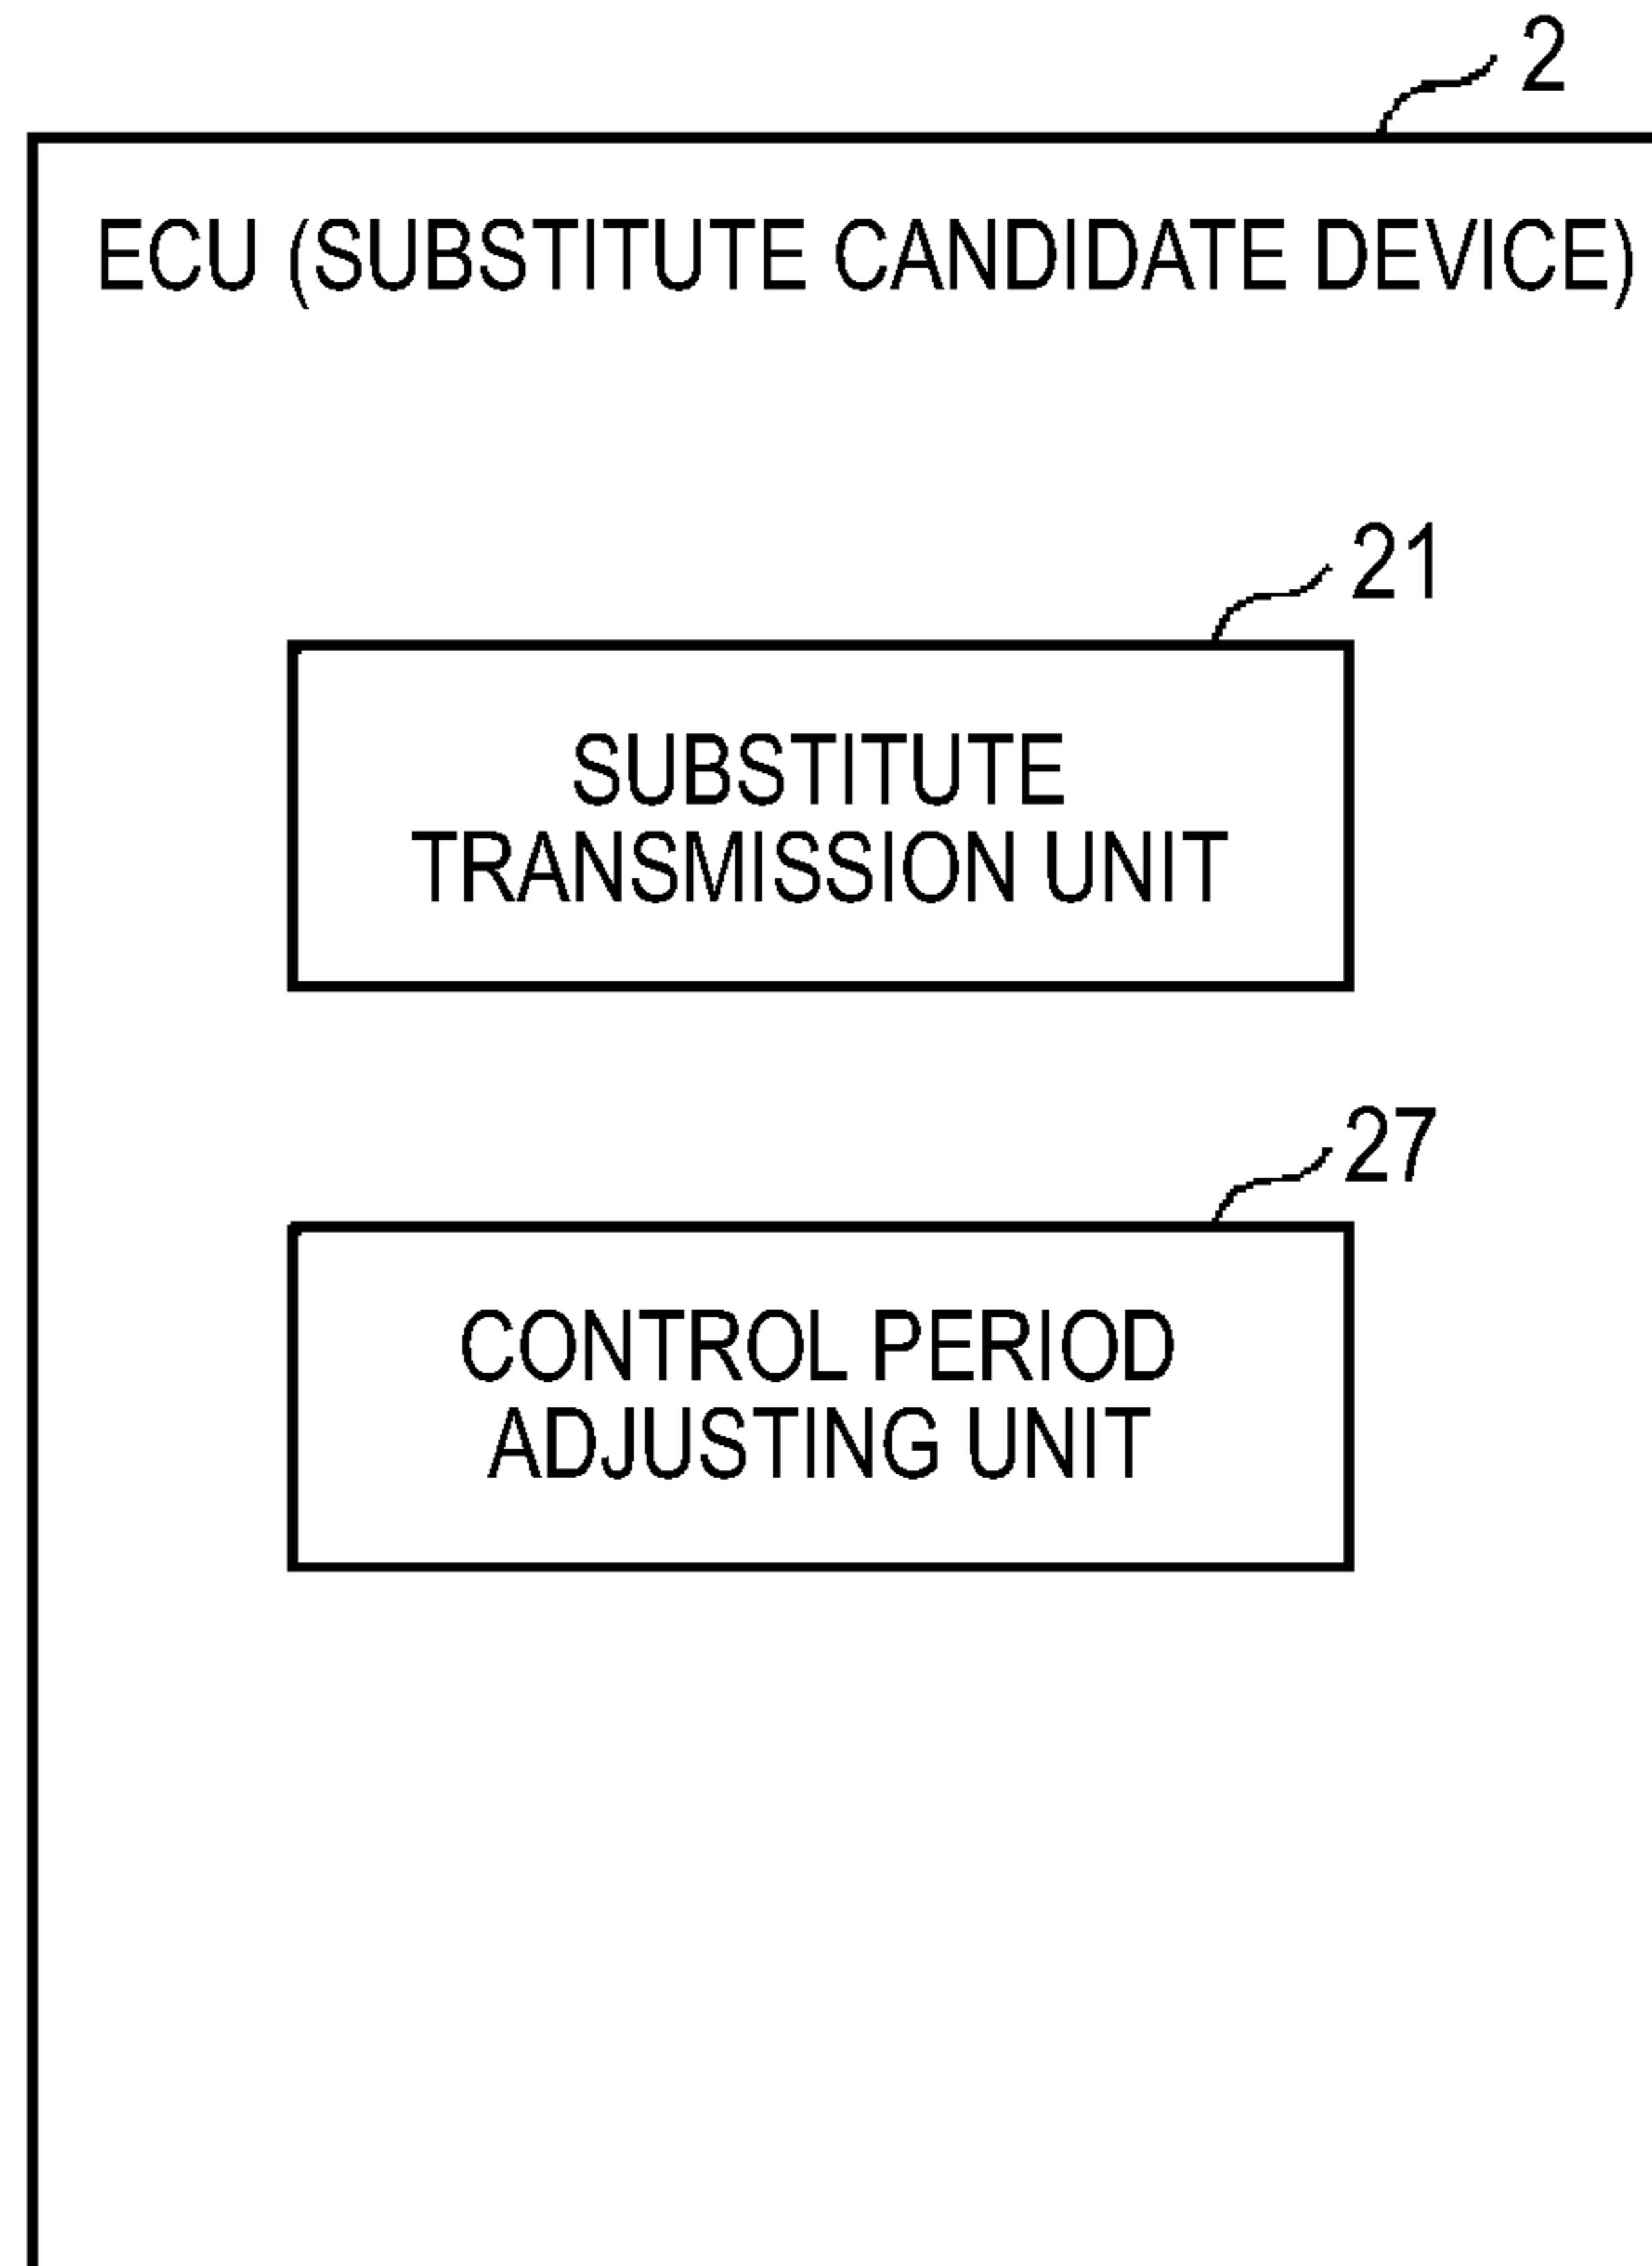 2
ECU (SUBSTITUTE CANDIDATE DEVICE)
21
SUBSTITUTE
TRANSMISSION UNIT
27
CONTROL PERIOD
ADJUSTING UNIT